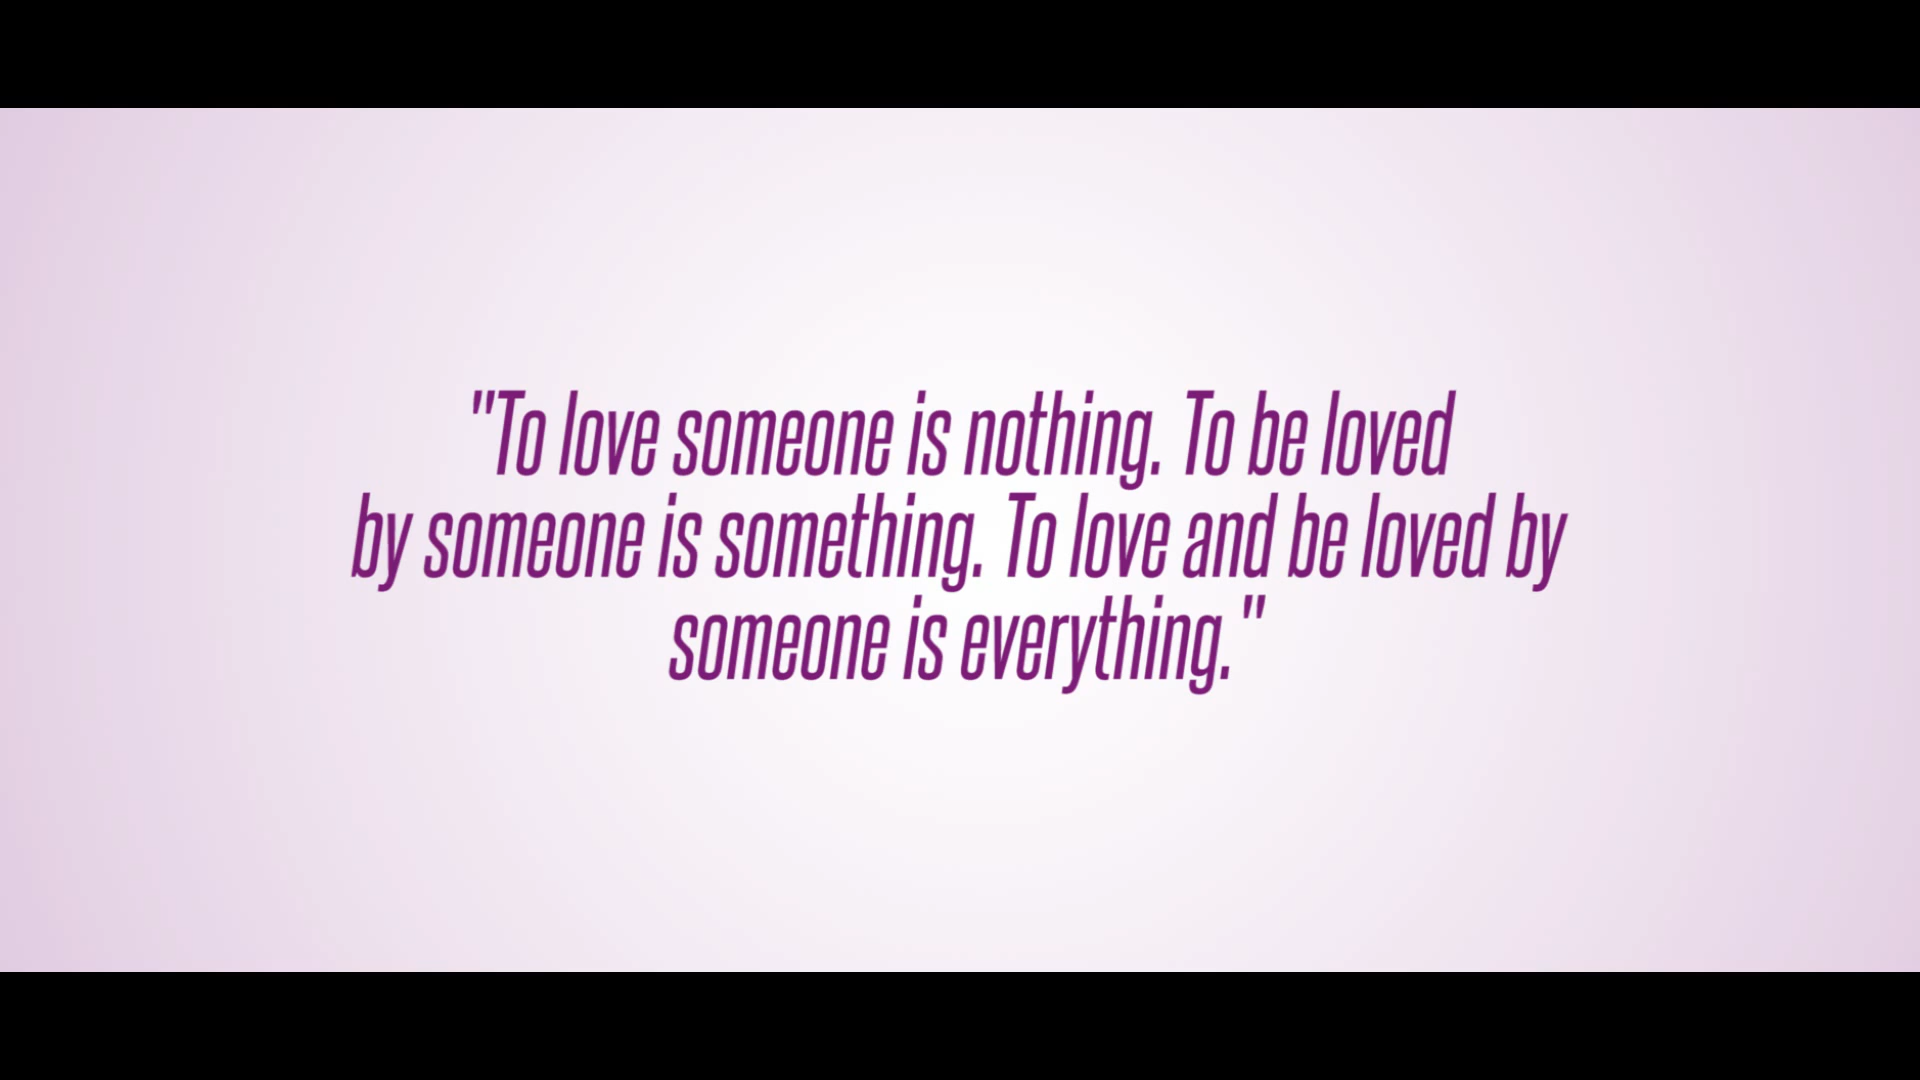 "To love someone is nothing. To be loved
by someone is something. To love and be loved by
someone is everything."